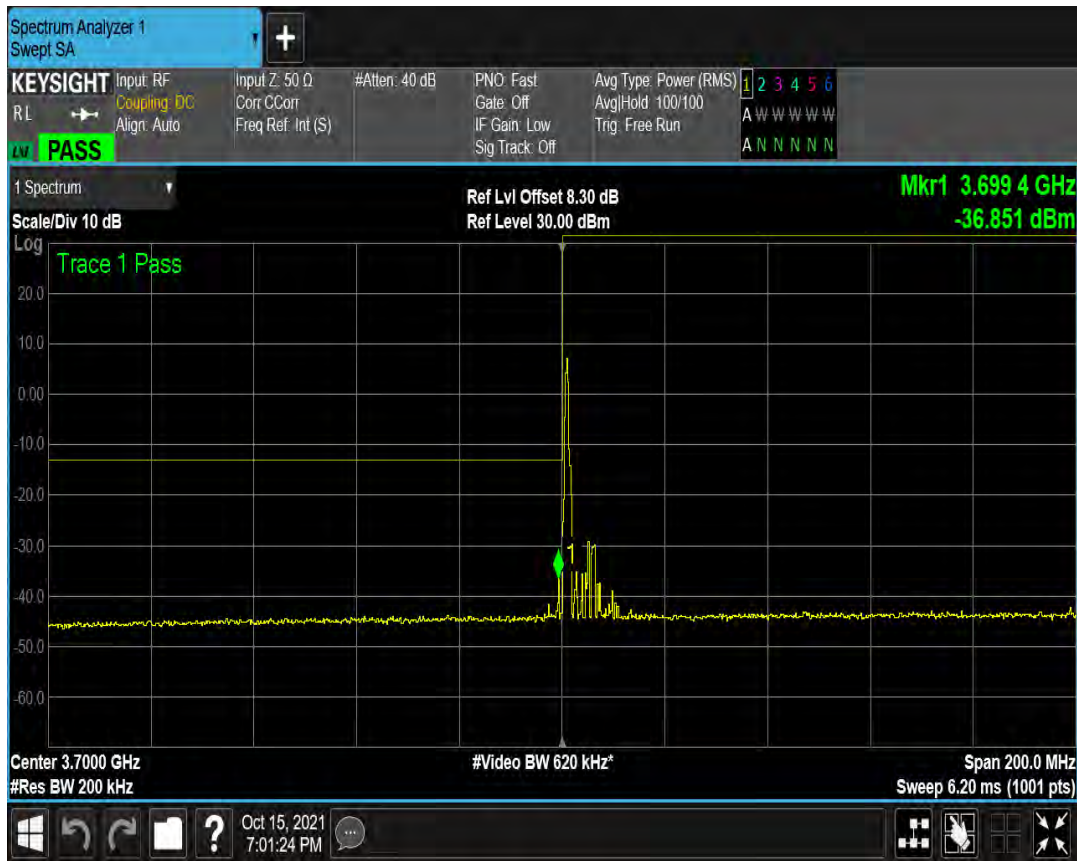 Spectrum Analyzer 1
Swept SA
+
KEYSIGHT
RL
LXI PASS
Input: RF
Coupling: DC
Align: Auto
Input Z: 50 Ω
Corr CCorr
Freq Ref: Int (S)
#Atten: 40 dB
PNO: Fast
Gate: Off
IF Gain: Low
Sig Track: Off
Avg Type: Power (RMS)
Avg|Hold: 100/100
Trig: Free Run
1 2 3 4 5 6
A W W W W W
A N N N N N
1 Spectrum
Scale/Div 10 dB
Ref Lvl Offset 8.30 dB
Ref Level 30.00 dBm
Mkr1 3.699 4 GHz
-36.851 dBm
Log
Trace 1 Pass
20.0
10.0
0.00
-10.0
-20.0
-30.0
-40.0
-50.0
-60.0
Center 3.7000 GHz
#Res BW 200 kHz
#Video BW 620 kHz*
Span 200.0 MHz
Sweep 6.20 ms (1001 pts)
?
Oct 15, 2021
7:01:24 PM